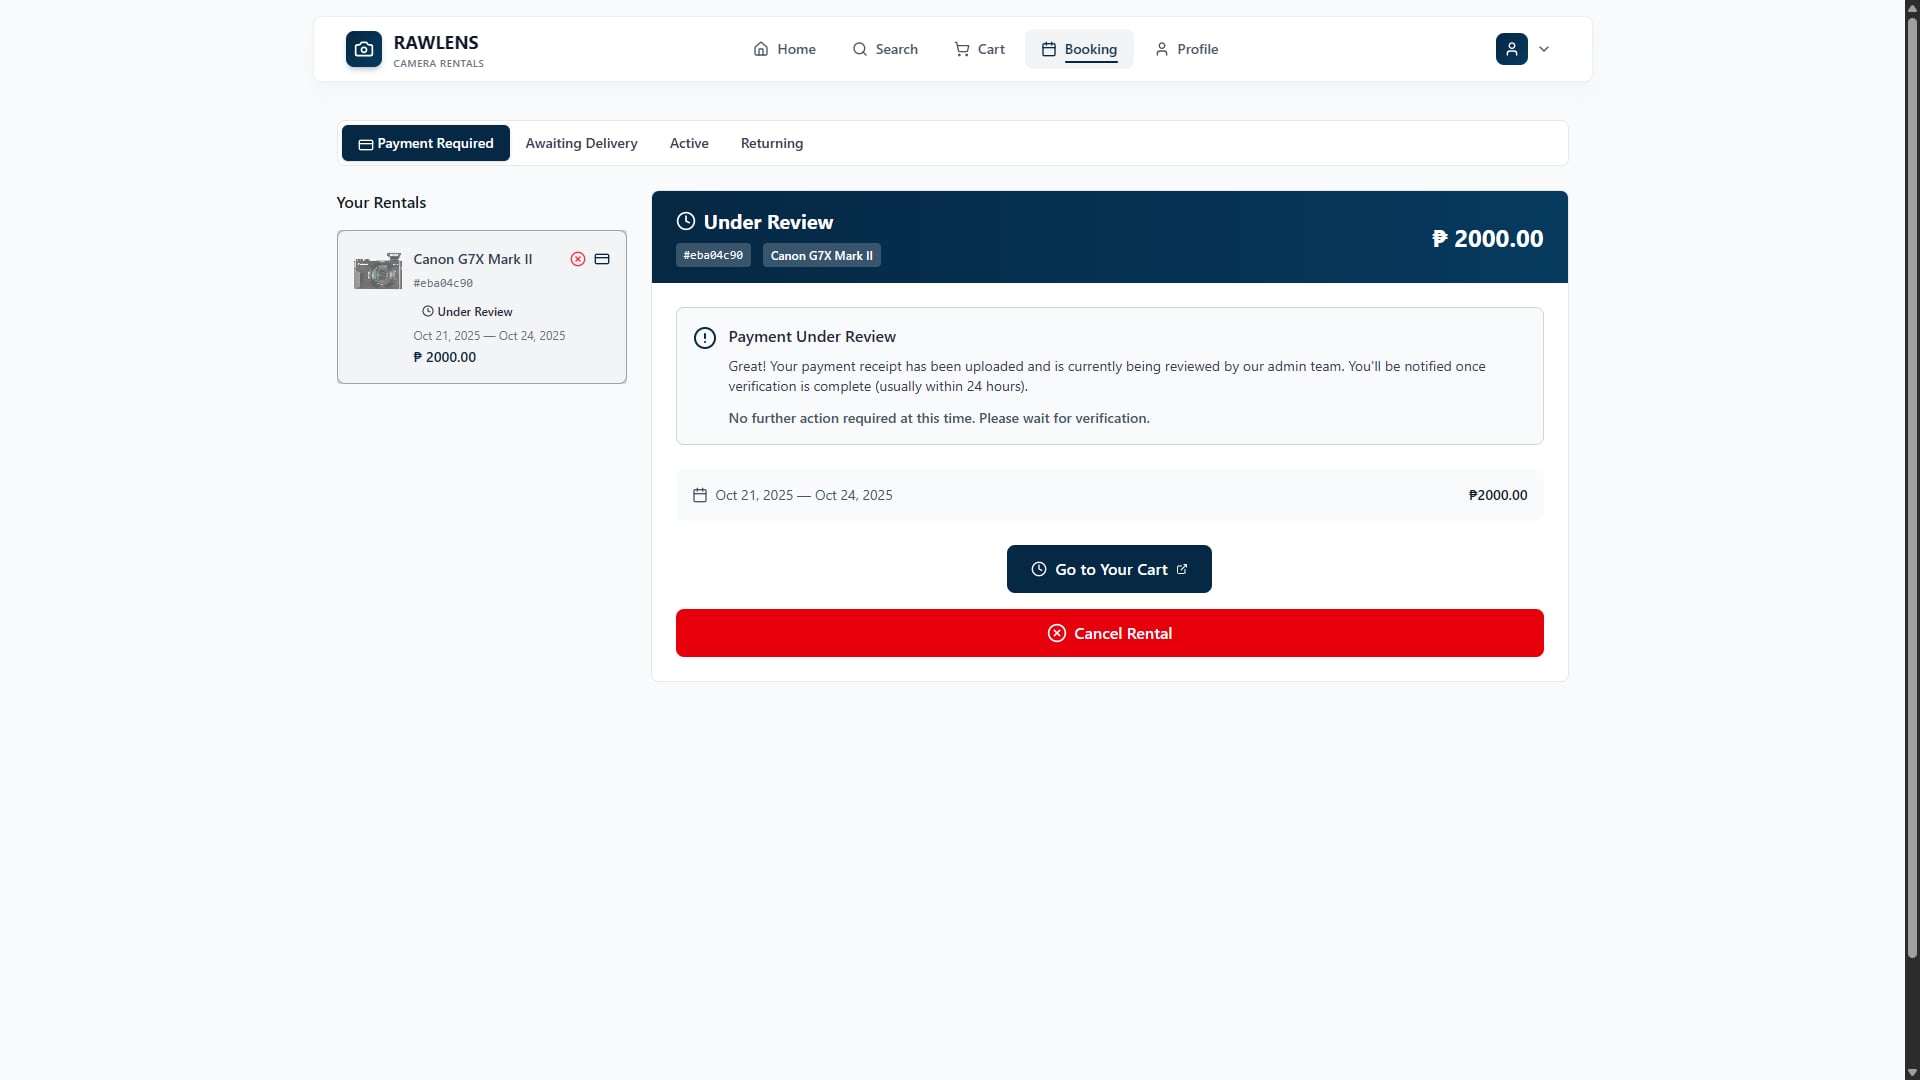 RAWLENS
CAMERA RENTALS
Home
Search
Cart
Booking
Profile
Payment Required
Awaiting Delivery
Active
Returning
Your Rentals
Canon G7X Mark II
#eba04c90
Under Review
Oct 21, 2025 — Oct 24, 2025
₱ 2000.00
Under Review
#eba04c90
Canon G7X Mark II
₱ 2000.00
Payment Under Review
Great! Your payment receipt has been uploaded and is currently being reviewed by our admin team. You'll be notified once
verification is complete (usually within 24 hours).
No further action required at this time. Please wait for verification.
Oct 21, 2025 — Oct 24, 2025
₱2000.00
Go to Your Cart
Cancel Rental